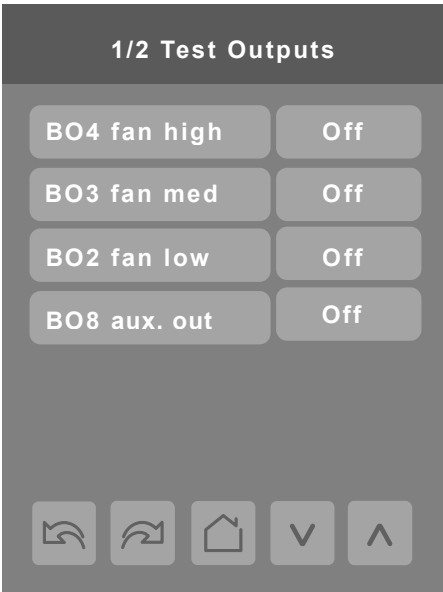 1/2 Test Outputs
BO4 fan high Off
BO3 fan med Off
BO2 fan low Off
BO8 aux. out Off